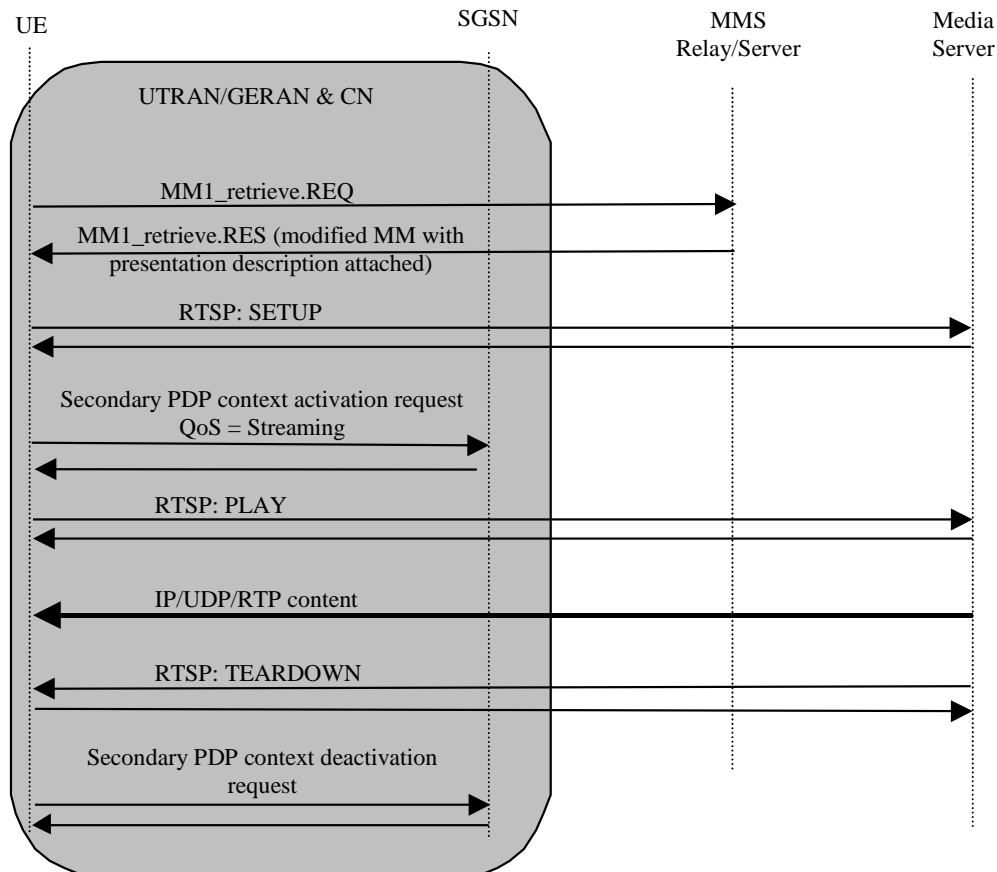 UE
SGSN
MMS
Relay/Server
Media
Server
UTRAN/GERAN & CN
MM1_retrieve.REQ
MM1_retrieve.RES (modified MM with
presentation description attached)
RTSP: SETUP
Secondary PDP context activation request
QoS = Streaming
RTSP: PLAY
IP/UDP/RTP content
RTSP: TEARDOWN
Secondary PDP context deactivation
request